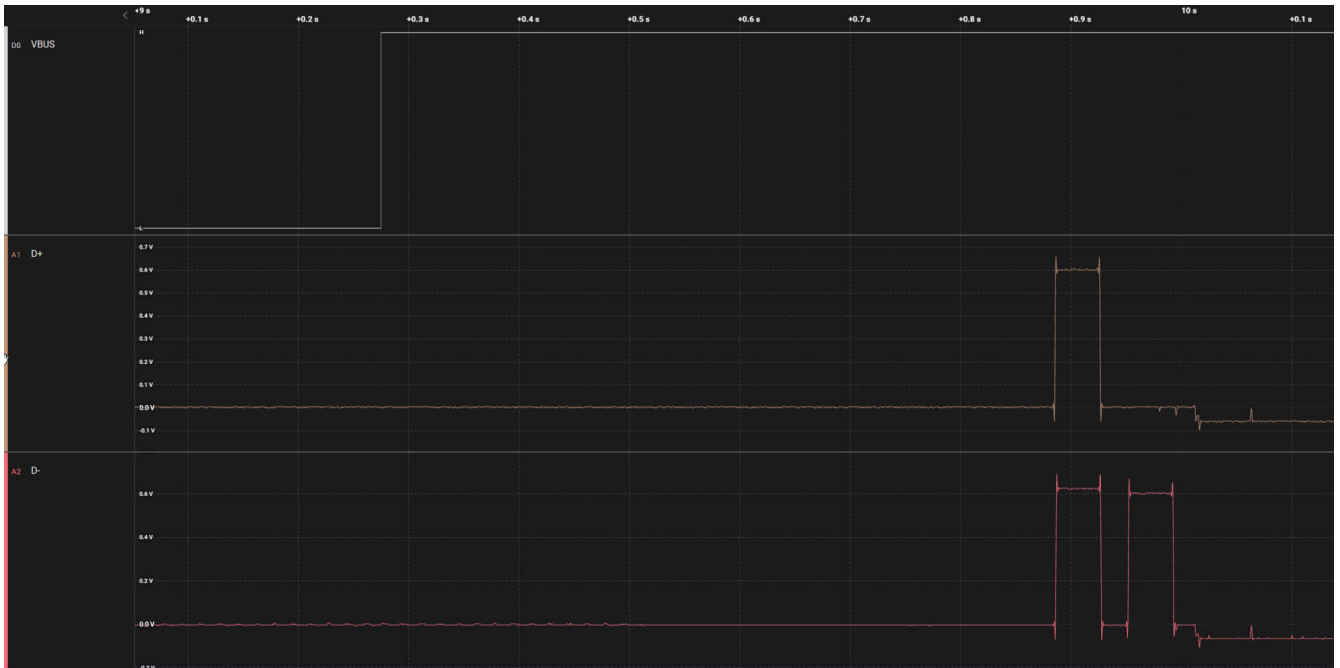 +9 s
+0.1 s +0.2 s +0.3 s +0.4 s +0.5 s +0.6 s +0.7 s +0.8 s +0.9 s 10 s +0.1 s
D0 VBUS
H
L
A1 D+
0.7 V
0.6 V
0.5 V
0.4 V
0.3 V
0.2 V
0.1 V
0.0 V
-0.1 V
A2 D-
0.6 V
0.4 V
0.2 V
0.0 V